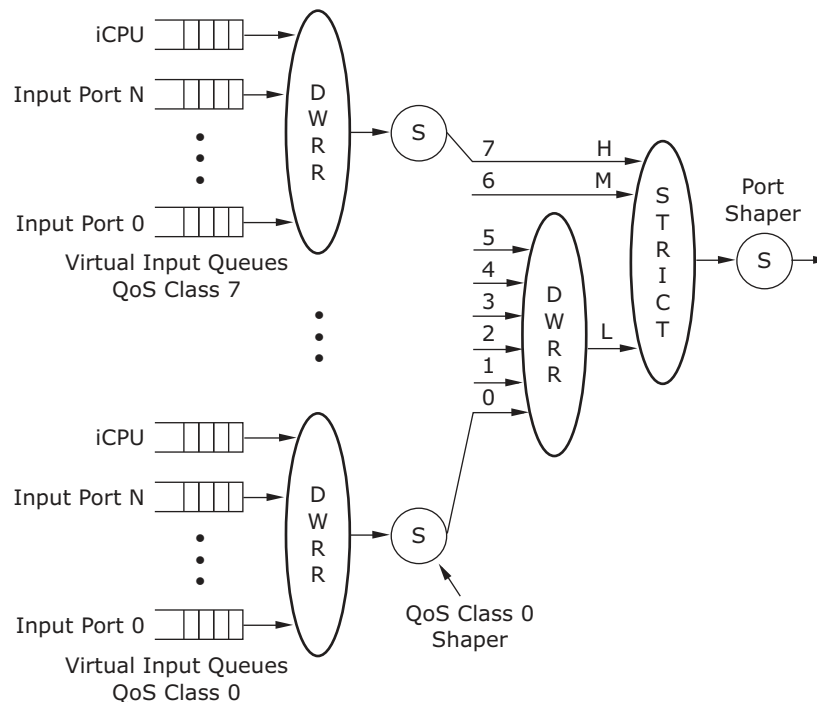 iCPU
Input Port N
Input Port 0
D
W
R
R
S
Virtual Input Queues
QoS Class 7
7
H
6
M
5
4
3
2
1
0
D
W
R
R
L
S
T
R
I
C
T
Port
Shaper
S
iCPU
Input Port N
Input Port 0
D
W
R
R
S
QoS Class 0
Shaper
Virtual Input Queues
QoS Class 0